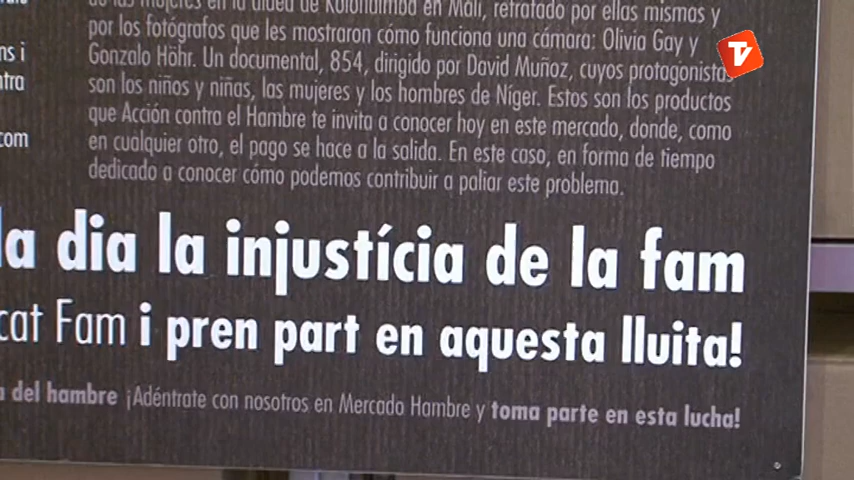 de las mujeres en la aldea de Kolondimba en Malí, retratado por ellas mismas y
por los fotógrafos que les mostraron cómo funciona una cámara: Olivia Gay y
Gonzalo Höhr. Un documental, 854, dirigido por David Muñoz, cuyos protagonistas
son los niños y niñas, las mujeres y los hombres de Níger. Estos son los productos
que Acción contra el Hambre te invita a conocer hoy en este mercado, donde, como
en cualquier otro, el pago se hace a la salida. En este caso, en forma de tiempo
dedicado a conocer cómo podemos contribuir a paliar este problema.
ns i
ntra
com
la dia la injustícia de la fam
cat Fam i pren part en aquesta lluita!
a del hambre ¡Adéntrate con nosotros en Mercado Hambre y toma parte en esta lucha!
TV